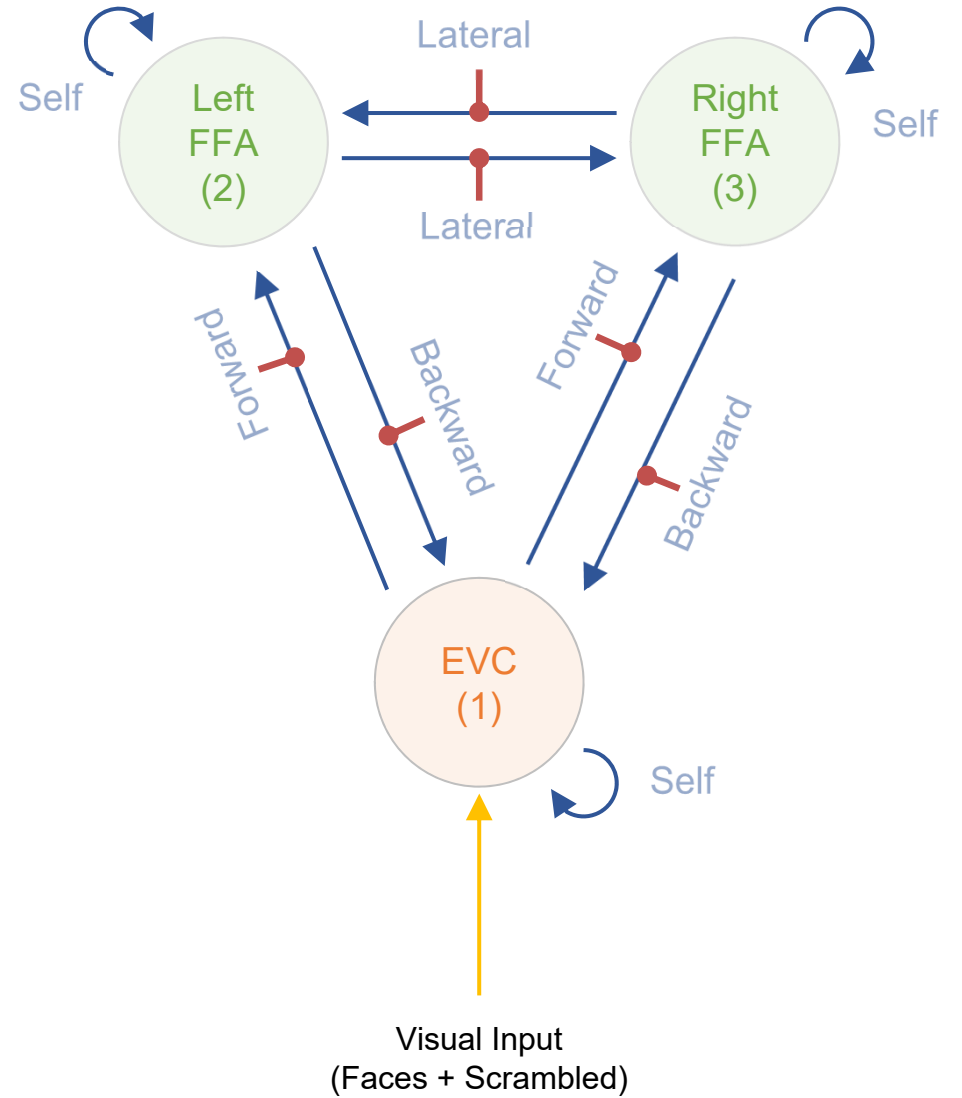 Lateral
Self
Left
FFA
(2)
Right
FFA
(3)
Self
Lateral
Forward
Backward
Forward
Backward
EVC
(1)
Self
Visual Input
(Faces + Scrambled)